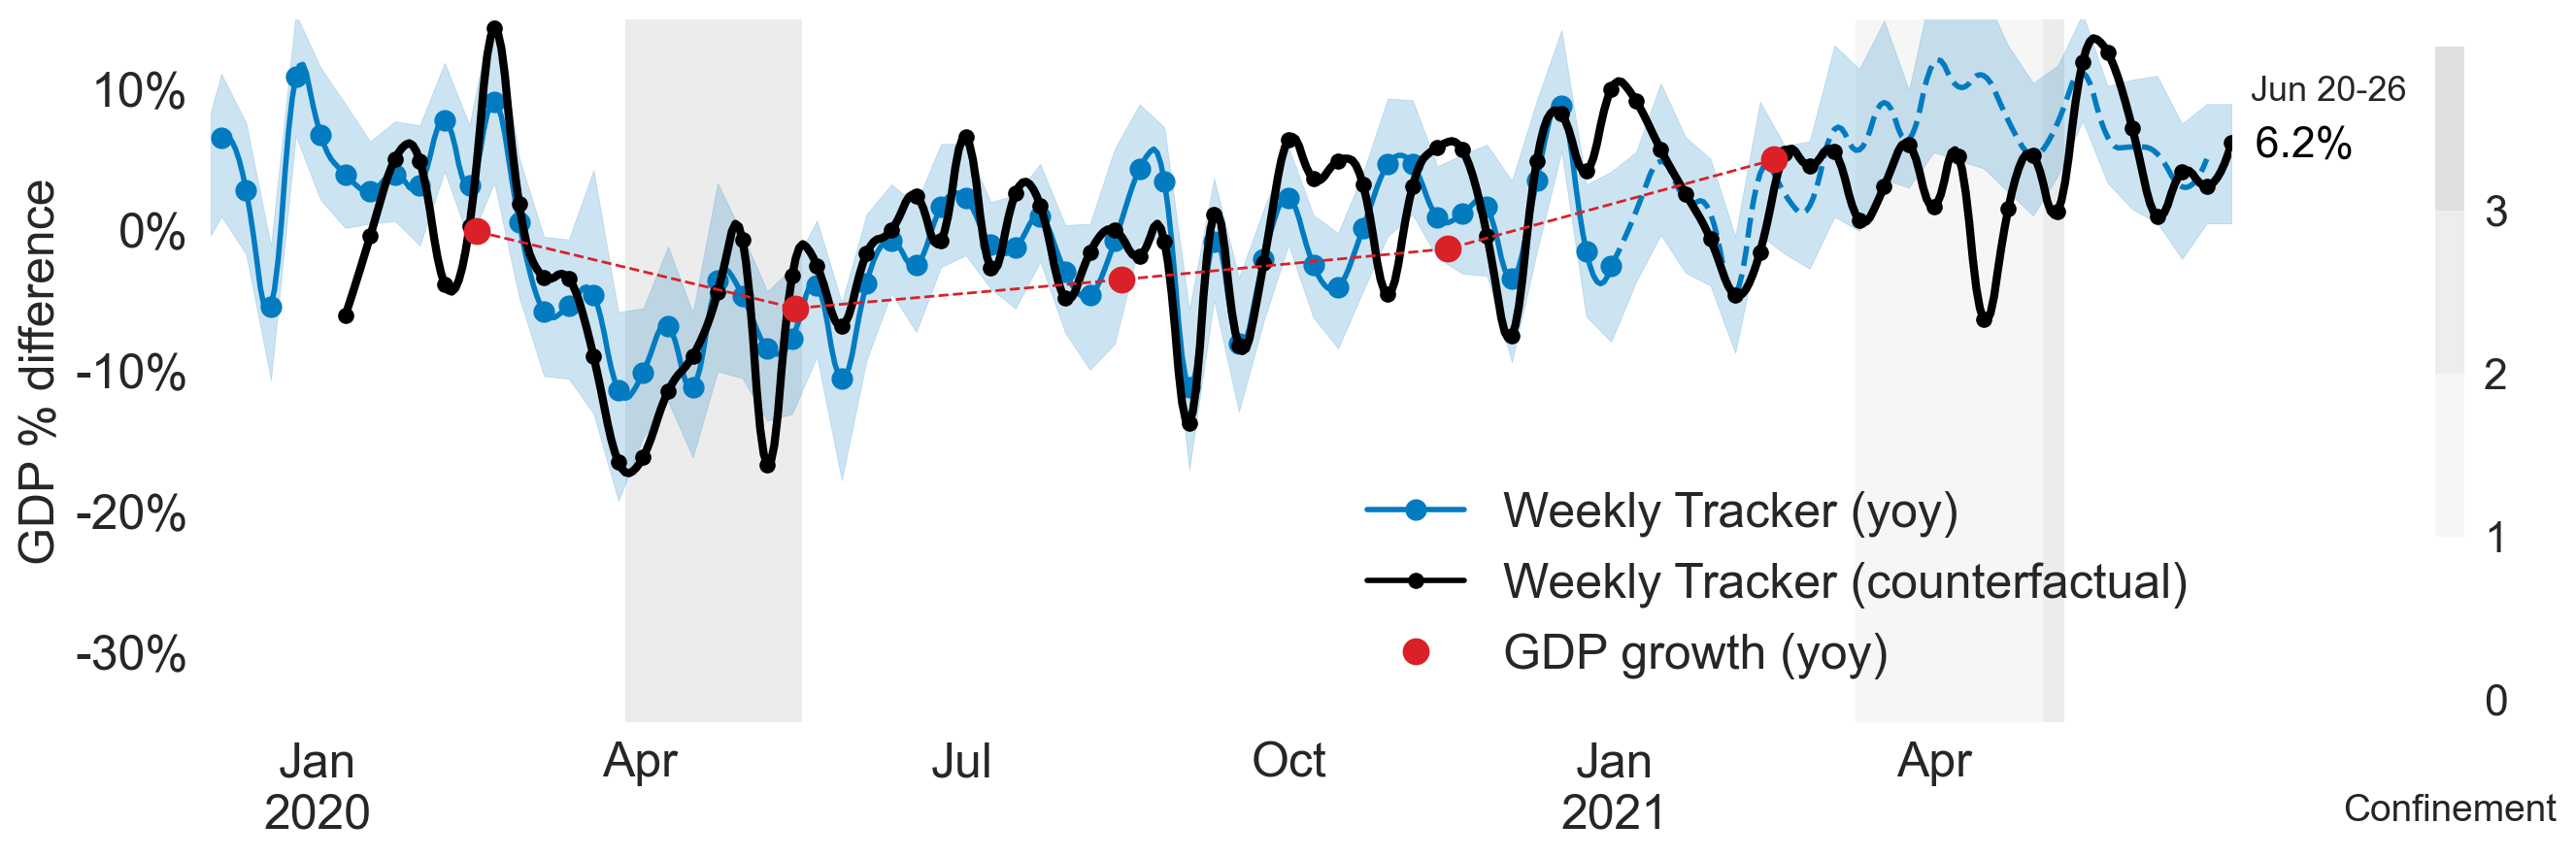 GDP % difference
10%
0%
-10%
-20%
-30%
Jan
2020
Apr
Jul
Oct
Jan
2021
Apr
Weekly Tracker (yoy)
Weekly Tracker (counterfactual)
GDP growth (yoy)
Jun 20-26
6.2%
3
2
1
0
Confinement